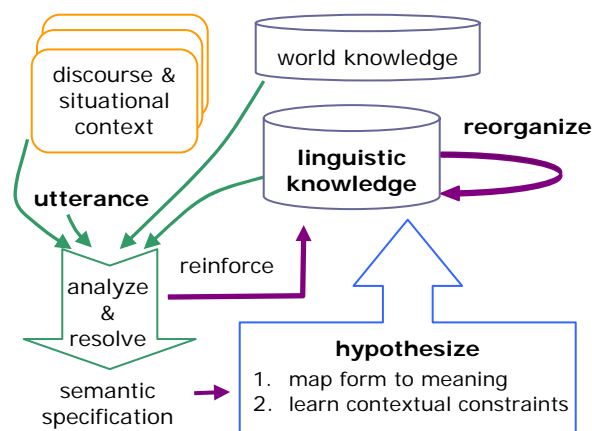 discourse &
situational
context
world knowledge
reorganize
linguistic
knowledge
utterance
analyze
&
resolve
reinforce
hypothesize
1. map form to meaning
2. learn contextual constraints
semantic
specification